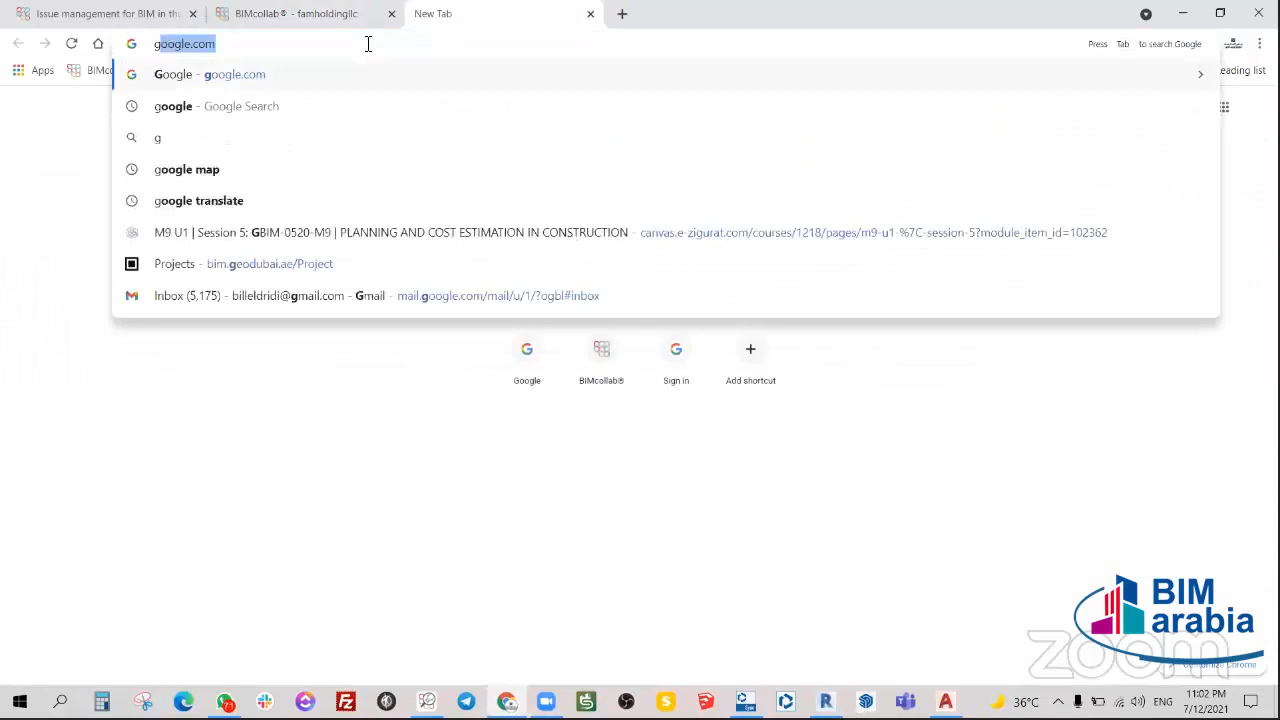 Issue management for BIM in th
BIMcollab® - famholdingllc
New Tab
google.com
Press Tab to search Google
Apps
BIMco
eading list
Google - google.com
google - Google Search
g
google map
google translate
M9 U1 | Session 5: GBIM-0520-M9 | PLANNING AND COST ESTIMATION IN CONSTRUCTION - canvas.e-zigurat.com/courses/1218/pages/m9-u1-%7C-session-5?module_item_id=102362
Projects - bim.geodubai.ae/Project
Inbox (5,175) - billeldridi@gmail.com - Gmail - mail.google.com/mail/u/1/?ogbl#inbox
Google
BIMcollab®
Sign in
Add shortcut
BIM
arabia
zoom
Customize Chrome
71
36°C
ENG
11:02 PM
7/12/2021